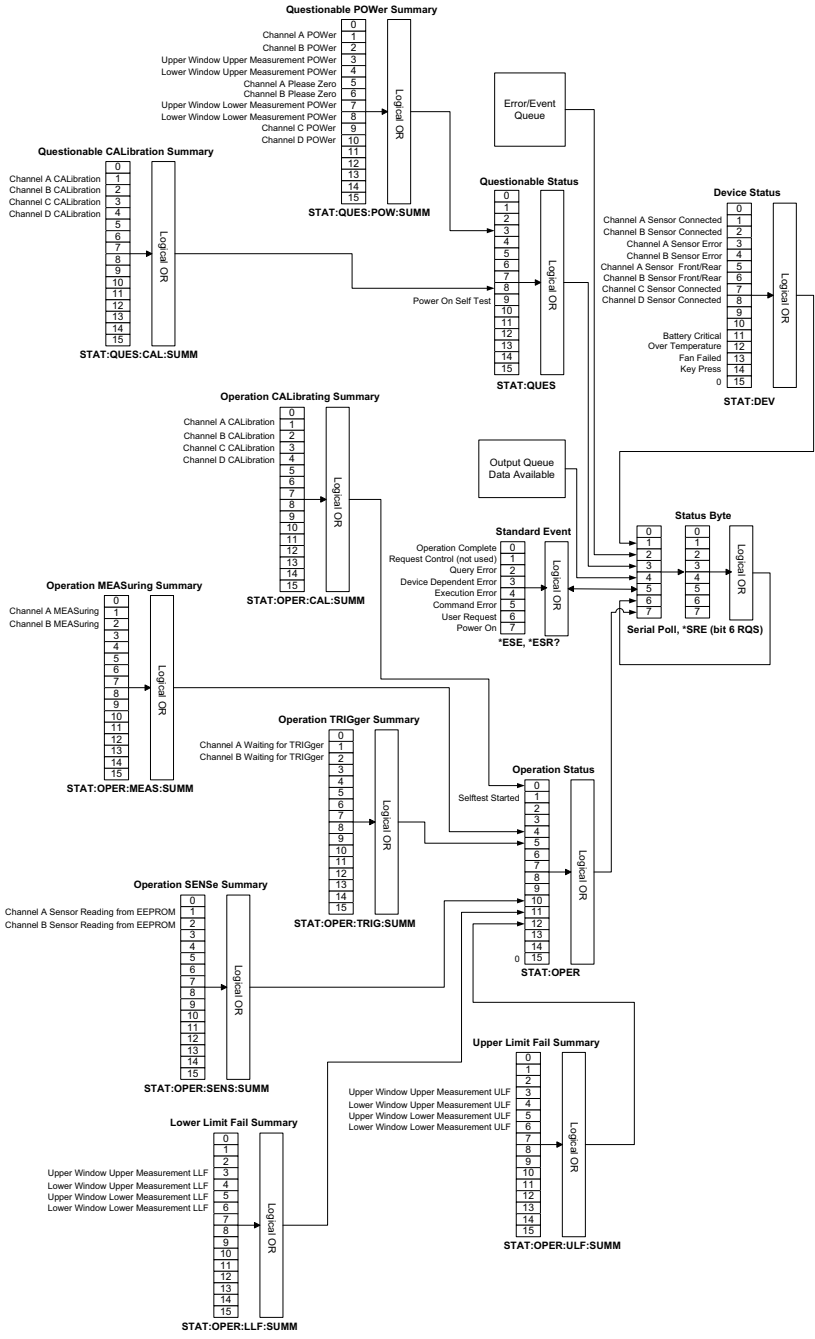 Questionable POWer Summary
0
Channel A POWer 1
Channel B POWer 2
Upper Window Upper Measurement POWer 3
Lower Window Upper Measurement POWer 4
Channel A Please Zero 5
Channel B Please Zero 6
Upper Window Lower Measurement POWer 7
Lower Window Lower Measurement POWer 8
Channel C POWer 9
Channel D POWer 10
11
12
13
14
15
Logical OR
STAT:QUES:POW:SUMM
Error/Event
Queue
Questionable CALibration Summary
0
Channel A CALibration 1
Channel B CALibration 2
Channel C CALibration 3
Channel D CALibration 4
5
6
7
8
9
10
11
12
13
14
15
Logical OR
STAT:QUES:CAL:SUMM
Questionable Status
0
1
2
3
4
5
6
7
8
Power On Self Test 9
10
11
12
13
14
15
Logical OR
STAT:QUES
Device Status
0
Channel A Sensor Connected 1
Channel B Sensor Connected 2
Channel A Sensor Error 3
Channel B Sensor Error 4
Channel A Sensor Front/Rear 5
Channel B Sensor Front/Rear 6
Channel C Sensor Connected 7
Channel D Sensor Connected 8
9
10
Battery Critical 11
Over Temperature 12
Fan Failed 13
Key Press 14
0 15
Logical OR
STAT:DEV
Operation CALibrating Summary
0
Channel A CALibration 1
Channel B CALibration 2
Channel C CALibration 3
Channel D CALibration 4
5
6
7
8
9
10
11
12
13
14
15
Logical OR
STAT:OPER:CAL:SUMM
Output Queue
Data Available
Standard Event
Operation Complete 0
Request Control (not used) 1
Query Error 2
Device Dependent Error 3
Execution Error 4
Command Error 5
User Request 6
Power On 7
Logical OR
*ESE, *ESR?
Status Byte
0 0
1 1
2 2
3 3
4 4
5 5
6 6
7 7
Logical OR
Serial Poll, *SRE (bit 6 RQS)
Operation MEASuring Summary
0
Channel A MEASuring 1
Channel B MEASuring 2
3
4
5
6
7
8
9
10
11
12
13
14
15
Logical OR
STAT:OPER:MEAS:SUMM
Operation TRIGger Summary
0
Channel A Waiting for TRIGger 1
Channel B Waiting for TRIGger 2
3
4
5
6
7
8
9
10
11
12
13
14
15
Logical OR
STAT:OPER:TRIG:SUMM
Operation Status
0
Selftest Started 1
2
3
4
5
6
7
8
9
10
11
12
13
14
0 15
Logical OR
STAT:OPER
Operation SENSe Summary
0
Channel A Sensor Reading from EEPROM 1
Channel B Sensor Reading from EEPROM 2
3
4
5
6
7
8
9
10
11
12
13
14
15
Logical OR
STAT:OPER:SENS:SUMM
Upper Limit Fail Summary
0
1
2
Upper Window Upper Measurement ULF 3
Lower Window Upper Measurement ULF 4
Upper Window Lower Measurement ULF 5
Lower Window Lower Measurement ULF 6
7
8
9
10
11
12
13
14
15
Logical OR
STAT:OPER:ULF:SUMM
Lower Limit Fail Summary
0
1
2
Upper Window Upper Measurement LLF 3
Lower Window Upper Measurement LLF 4
Upper Window Lower Measurement LLF 5
Lower Window Lower Measurement LLF 6
7
8
9
10
11
12
13
14
15
Logical OR
STAT:OPER:LLF:SUMM